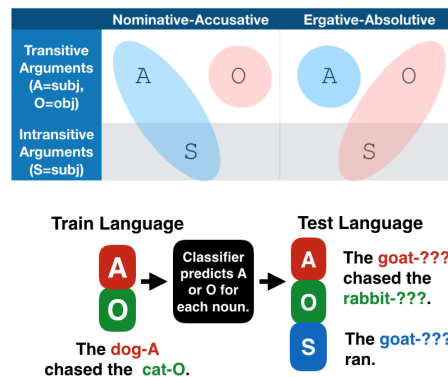 Nominative-Accusative Ergative-Absolutive
Transitive
Arguments
(A=subj,
O=obj)
A O A O
Intransitive
Arguments
(S=subj)
S S
Train Language
A
O
The dog-A
chased the cat-O.
Classifier
predicts A
or O for
each noun.
Test Language
A
O
S
The goat-???
chased the
rabbit-???.
The goat-???
ran.